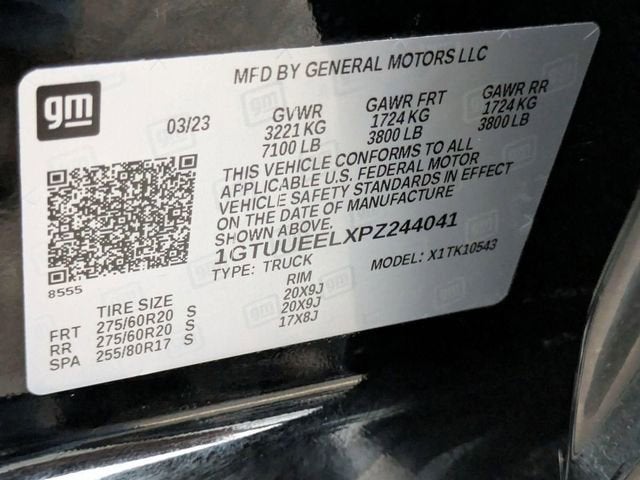 MFD BY GENERAL MOTORS LLC
gm
03/23
GVWR
3221 KG
7100 LB
GAWR FRT
1724 KG
3800 LB
GAWR RR
1724 KG
3800 LB
THIS VEHICLE CONFORMS TO ALL
APPLICABLE U.S. FEDERAL MOTOR
VEHICLE SAFETY STANDARDS IN EFFECT
ON THE DATE OF MANUFACTURE
SHOWN ABOVE.
1GTUUEELXPZ244041
TYPE: TRUCK
MODEL: X1TK10543
8555
TIRE SIZE RIM
FRT 275/60R20 S 20X9J
RR 275/60R20 S 20X9J
SPA 255/80R17 S 17X8J